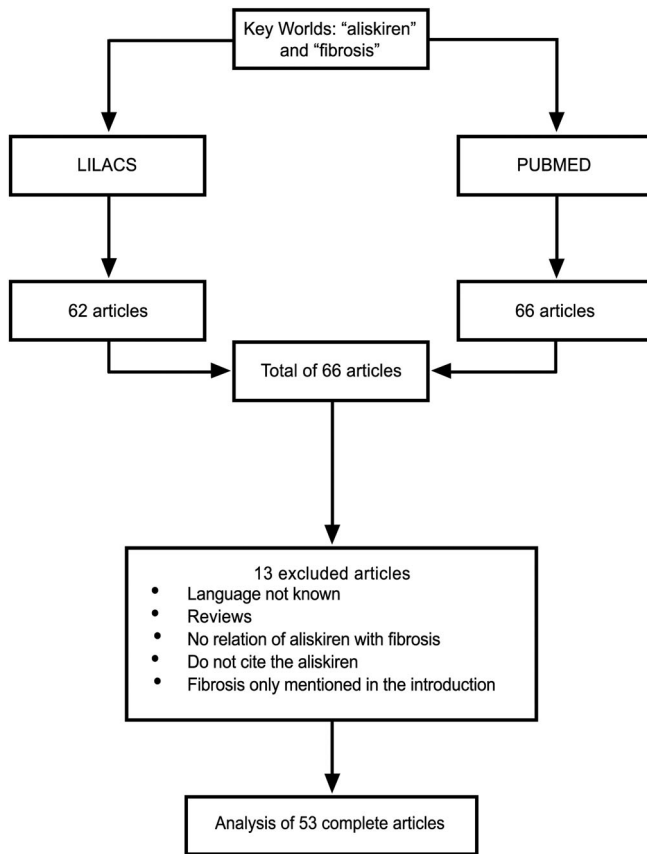 Key Worlds: “aliskiren”
and “fibrosis”
LILACS
PUBMED
62 articles
66 articles
Total of 66 articles
13 excluded articles
• Language not known
• Reviews
• No relation of aliskiren with fibrosis
• Do not cite the aliskiren
• Fibrosis only mentioned in the introduction
Analysis of 53 complete articles